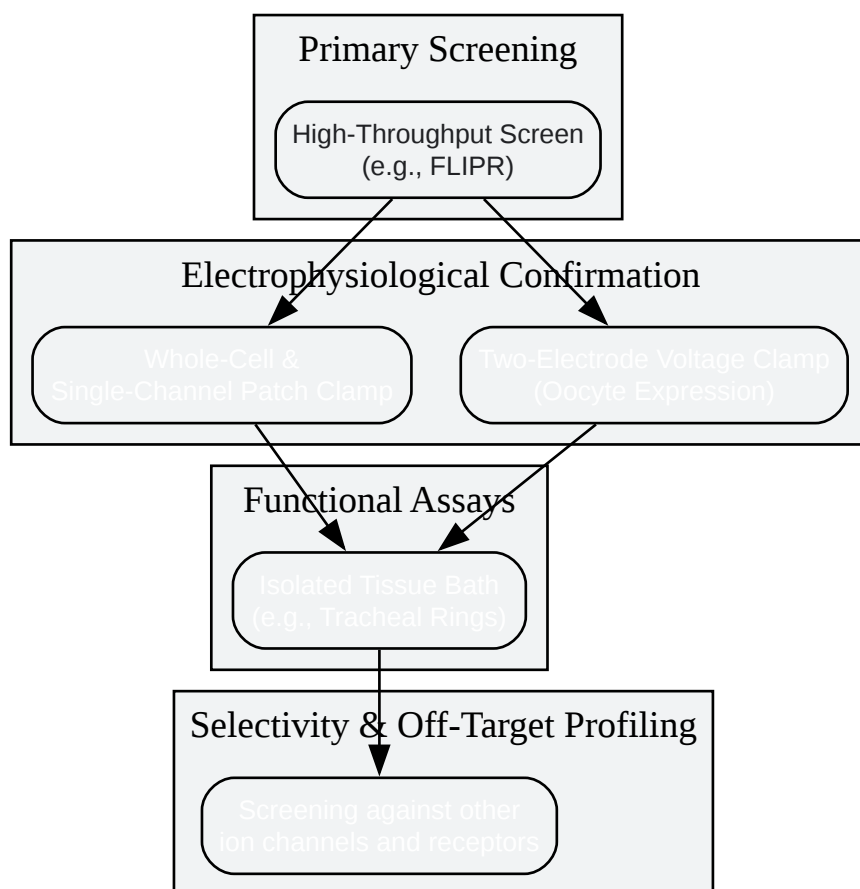 Primary Screening
High-Throughput Screen
(e.g., FLIPR)
Electrophysiological Confirmation
Whole-Cell &
Single-Channel Patch Clamp
Two-Electrode Voltage Clamp
(Oocyte Expression)
Functional Assays
Isolated Tissue Bath
(e.g., Tracheal Rings)
Selectivity & Off-Target Profiling
Screening against other
ion channels and receptors